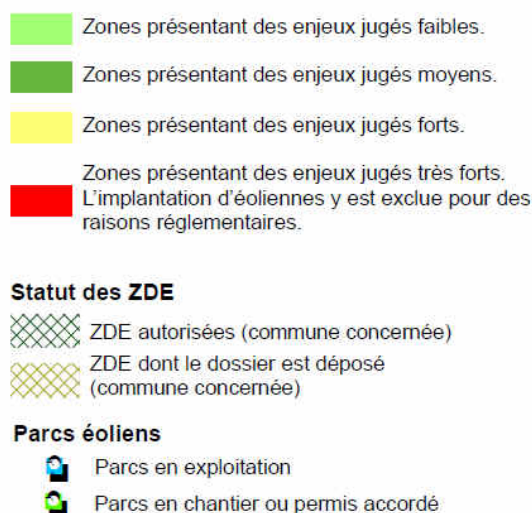 Zones présentant des enjeux jugés faibles.
Zones présentant des enjeux jugés moyens.
Zones présentant des enjeux jugés forts.
Zones présentant des enjeux jugés très forts.
L'implantation d'éoliennes y est exclue pour des
raisons réglementaires.
Statut des ZDE
ZDE autorisées (commune concernée)
ZDE dont le dossier est déposé
(commune concernée)
Parcs éoliens
Parcs en exploitation
Parcs en chantier ou permis accordé